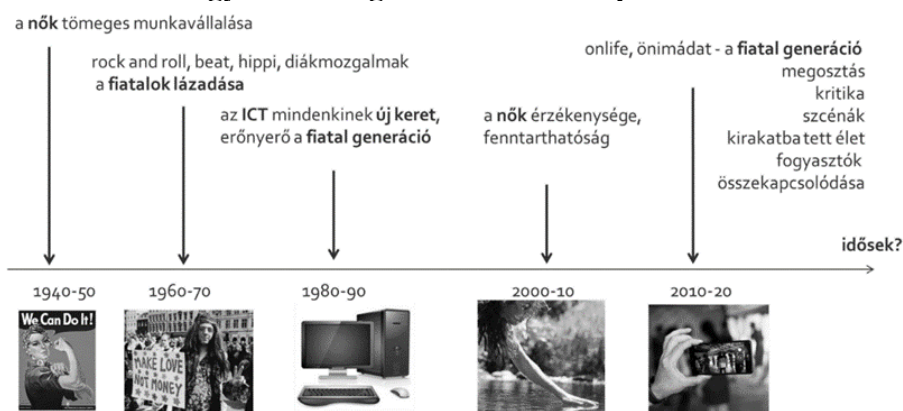 a nők tömeges munkavállalása
rock and roll, beat, hippi, diákmozgalmak
a fiatalok lázadása
az ICT mindenkinek új keret,
erőnyerő a fiatal generáció
a nők érzékenysége,
fenntarthatóság
onlife, önimádat - a fiatal generáció
megosztás
kritika
szcénák
kirakatba tett élet
fogyasztók
összekapcsolódása
idősek?
1940-50
1960-70
1980-90
2000-10
2010-20
We Can Do It!
MAKE LOVE
NOT MONEY